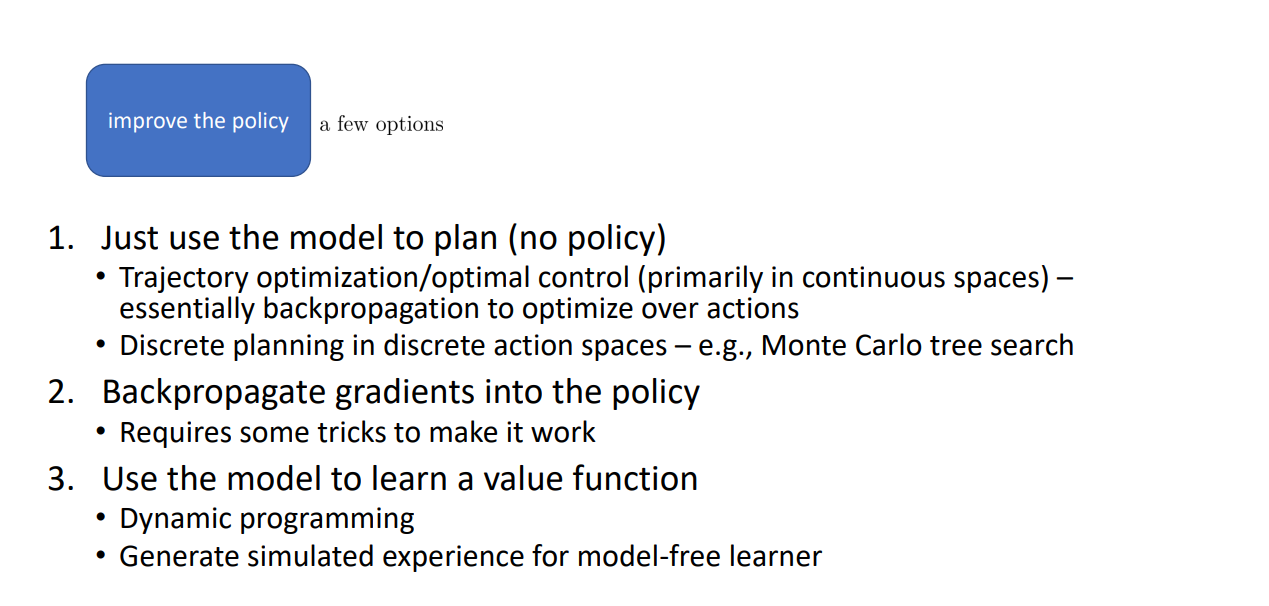 improve the policy a few options
1. Just use the model to plan (no policy)
• Trajectory optimization/optimal control (primarily in continuous spaces) –
essentially backpropagation to optimize over actions
• Discrete planning in discrete action spaces – e.g., Monte Carlo tree search
2. Backpropagate gradients into the policy
• Requires some tricks to make it work
3. Use the model to learn a value function
• Dynamic programming
• Generate simulated experience for model-free learner